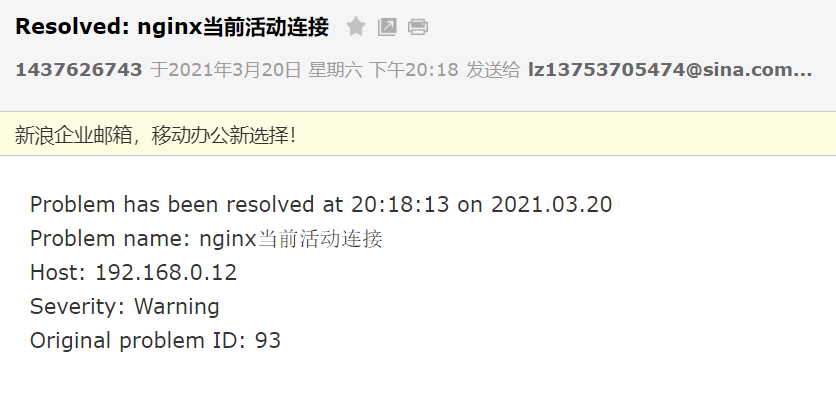 Resolved: nginx当前活动连接
1437626743 于2021年3月20日 星期六 下午20:18 发送给 lz13753705474@sina.com...
新浪企业邮箱，移动办公新选择！
Problem has been resolved at 20:18:13 on 2021.03.20
Problem name: nginx当前活动连接
Host: 192.168.0.12
Severity: Warning
Original problem ID: 93